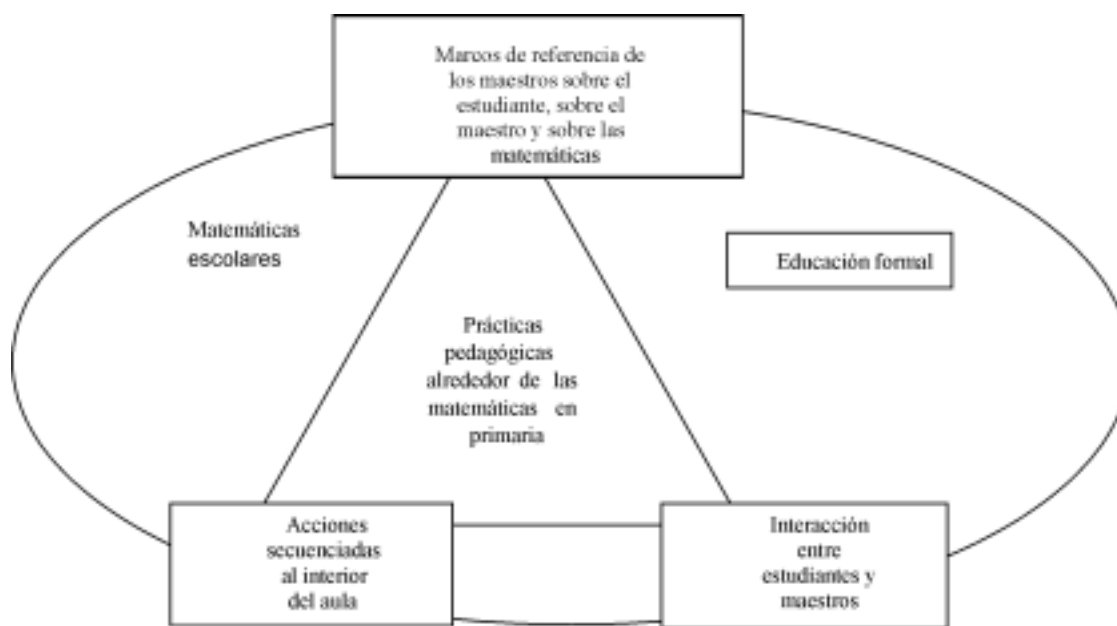 Marcos de referencia de
los maestros sobre el
estudiante, sobre el
maestro y sobre las
matemáticas
Matemáticas
escolares
Educación formal
Prácticas
pedagógicas
alrededor de las
matemáticas en
primaria
Acciones
secuenciadas
al interior
del aula
Interacción
entre
estudiantes y
maestros